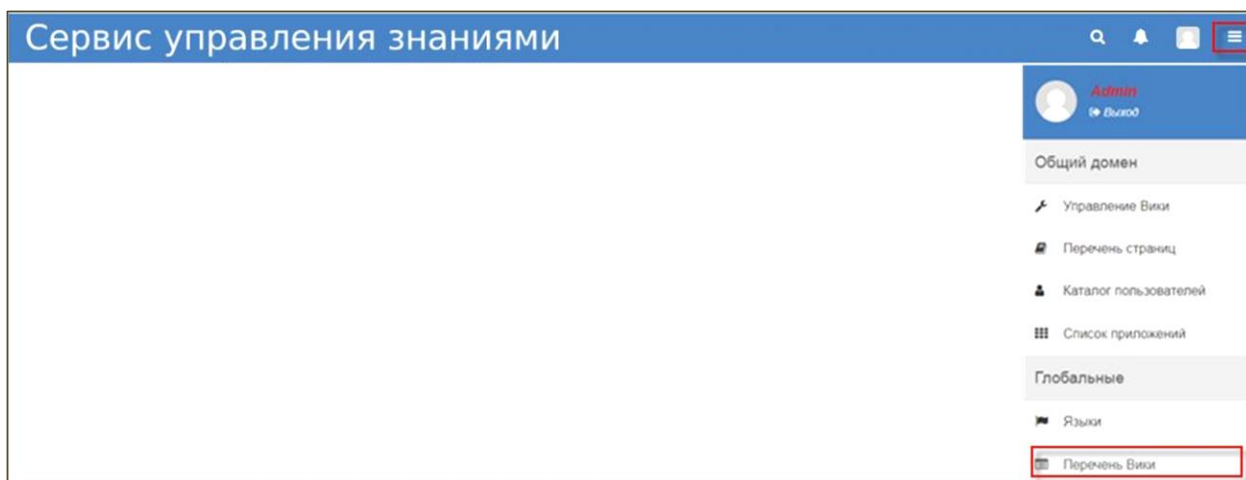 Сервис управления знаниями
Admin
Выход
Общий домен
Управление Вики
Перечень страниц
Каталог пользователей
Список приложений
Глобальные
Языки
Перечень Вики